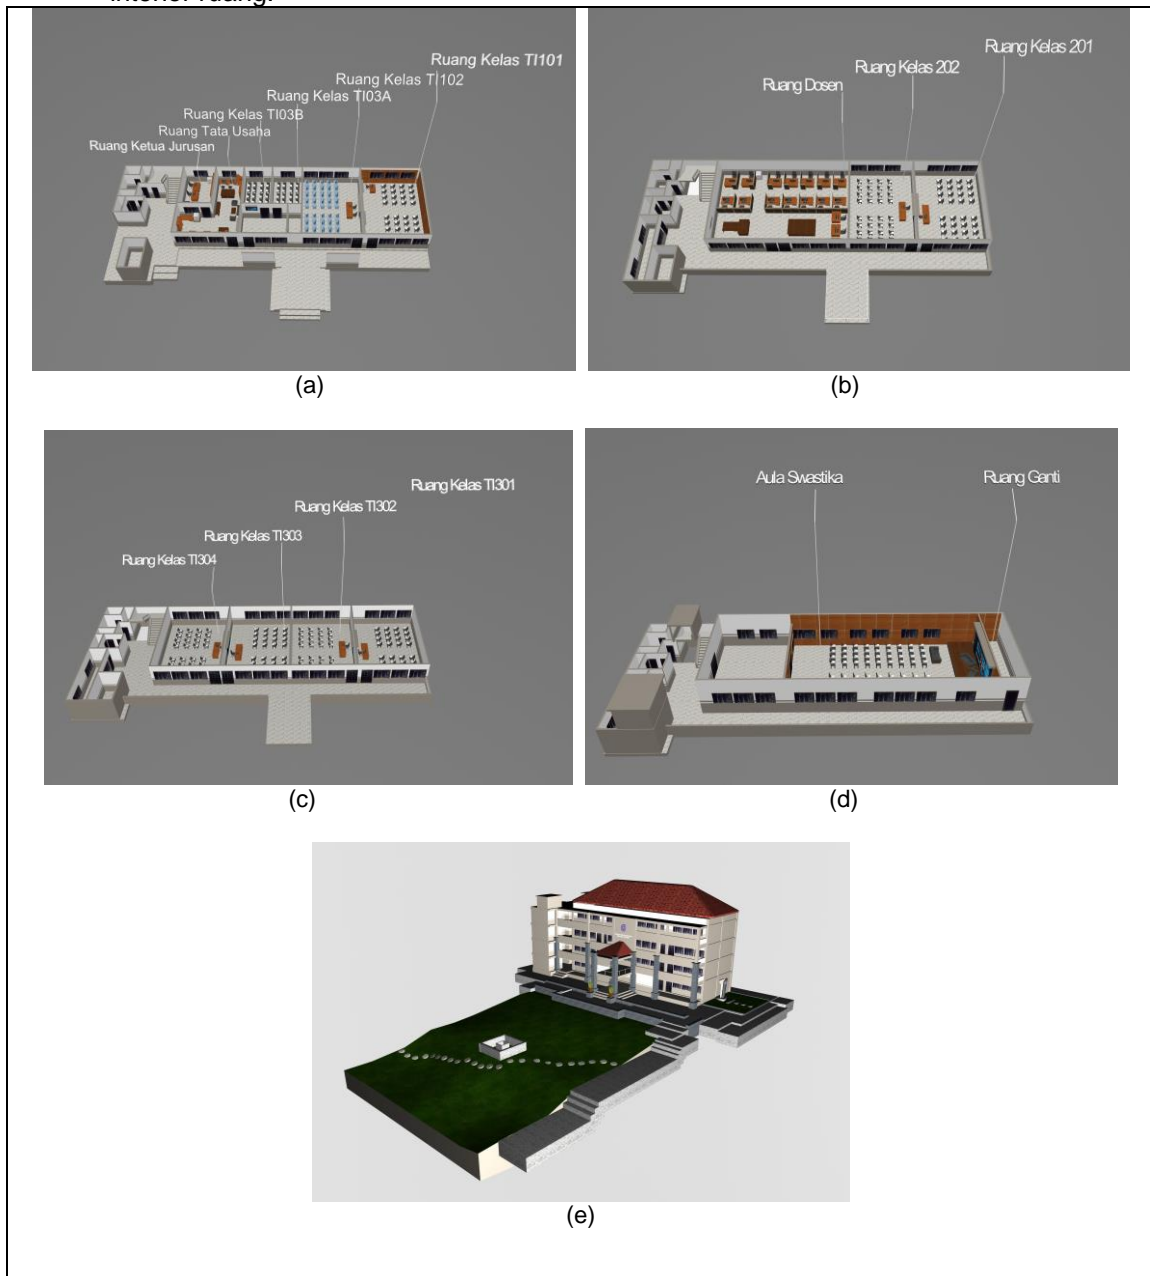 interior ruang.
Ruang Kelas TI101
Ruang Kelas TI102
Ruang Kelas TI03A
Ruang Kelas TI03B
Ruang Tata Usaha
Ruang Ketua Jurusan
Ruang Kelas 201
Ruang Kelas 202
Ruang Dosen
(a)
(b)
Ruang Kelas TI301
Ruang Kelas TI302
Ruang Kelas TI303
Ruang Kelas TI304
Aula Swastika
Ruang Ganti
(c)
(d)
(e)